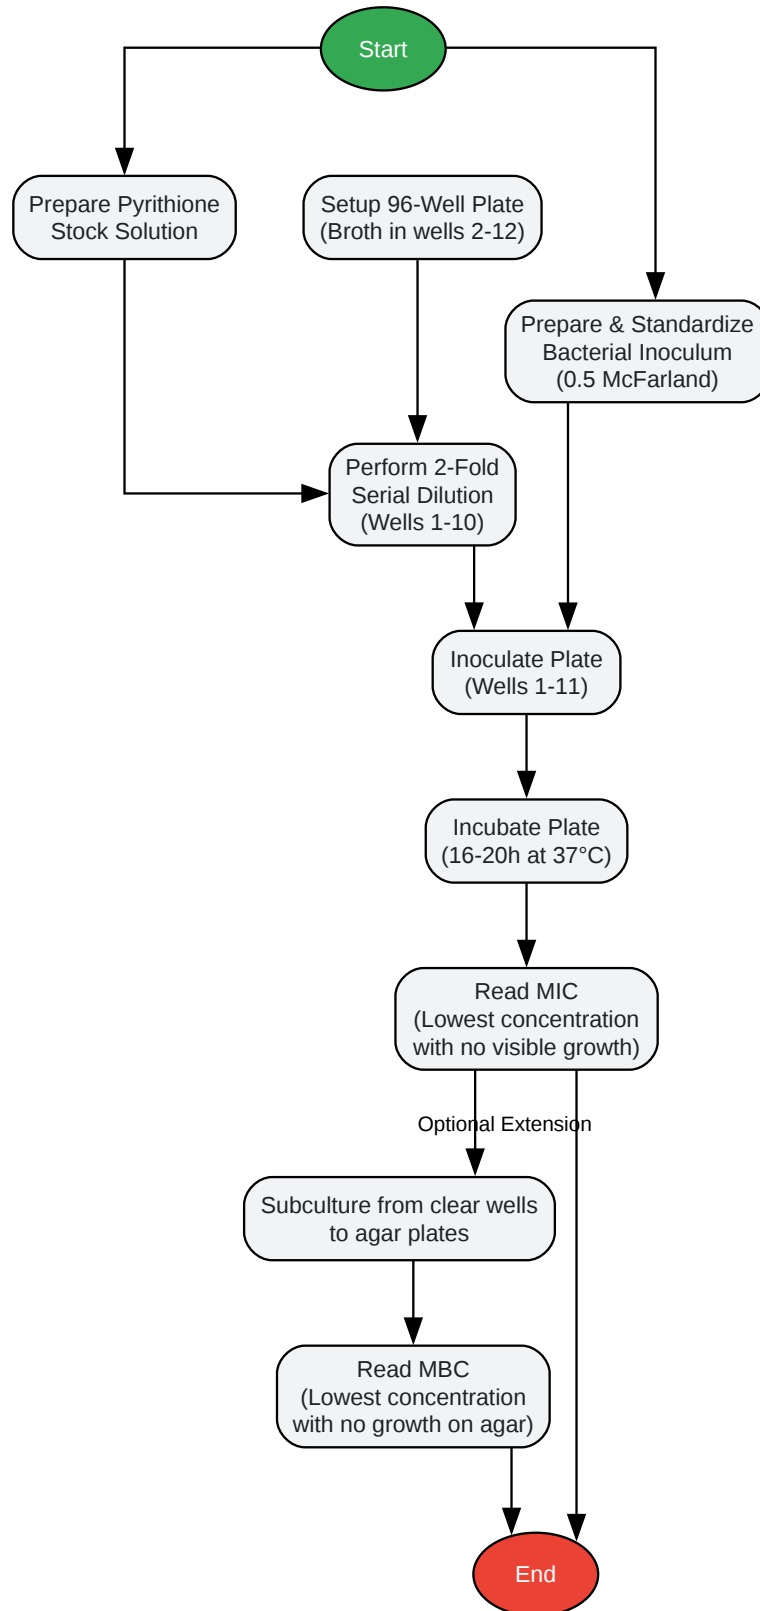 Start
Prepare Pyrithione
Stock Solution
Setup 96-Well Plate
(Broth in wells 2-12)
Prepare & Standardize
Bacterial Inoculum
(0.5 McFarland)
Perform 2-Fold
Serial Dilution
(Wells 1-10)
Inoculate Plate
(Wells 1-11)
Incubate Plate
(16-20h at 37°C)
Read MIC
(Lowest concentration
with no visible growth)
Optional Extension
Subculture from clear wells
to agar plates
Read MBC
(Lowest concentration
with no growth on agar)
End